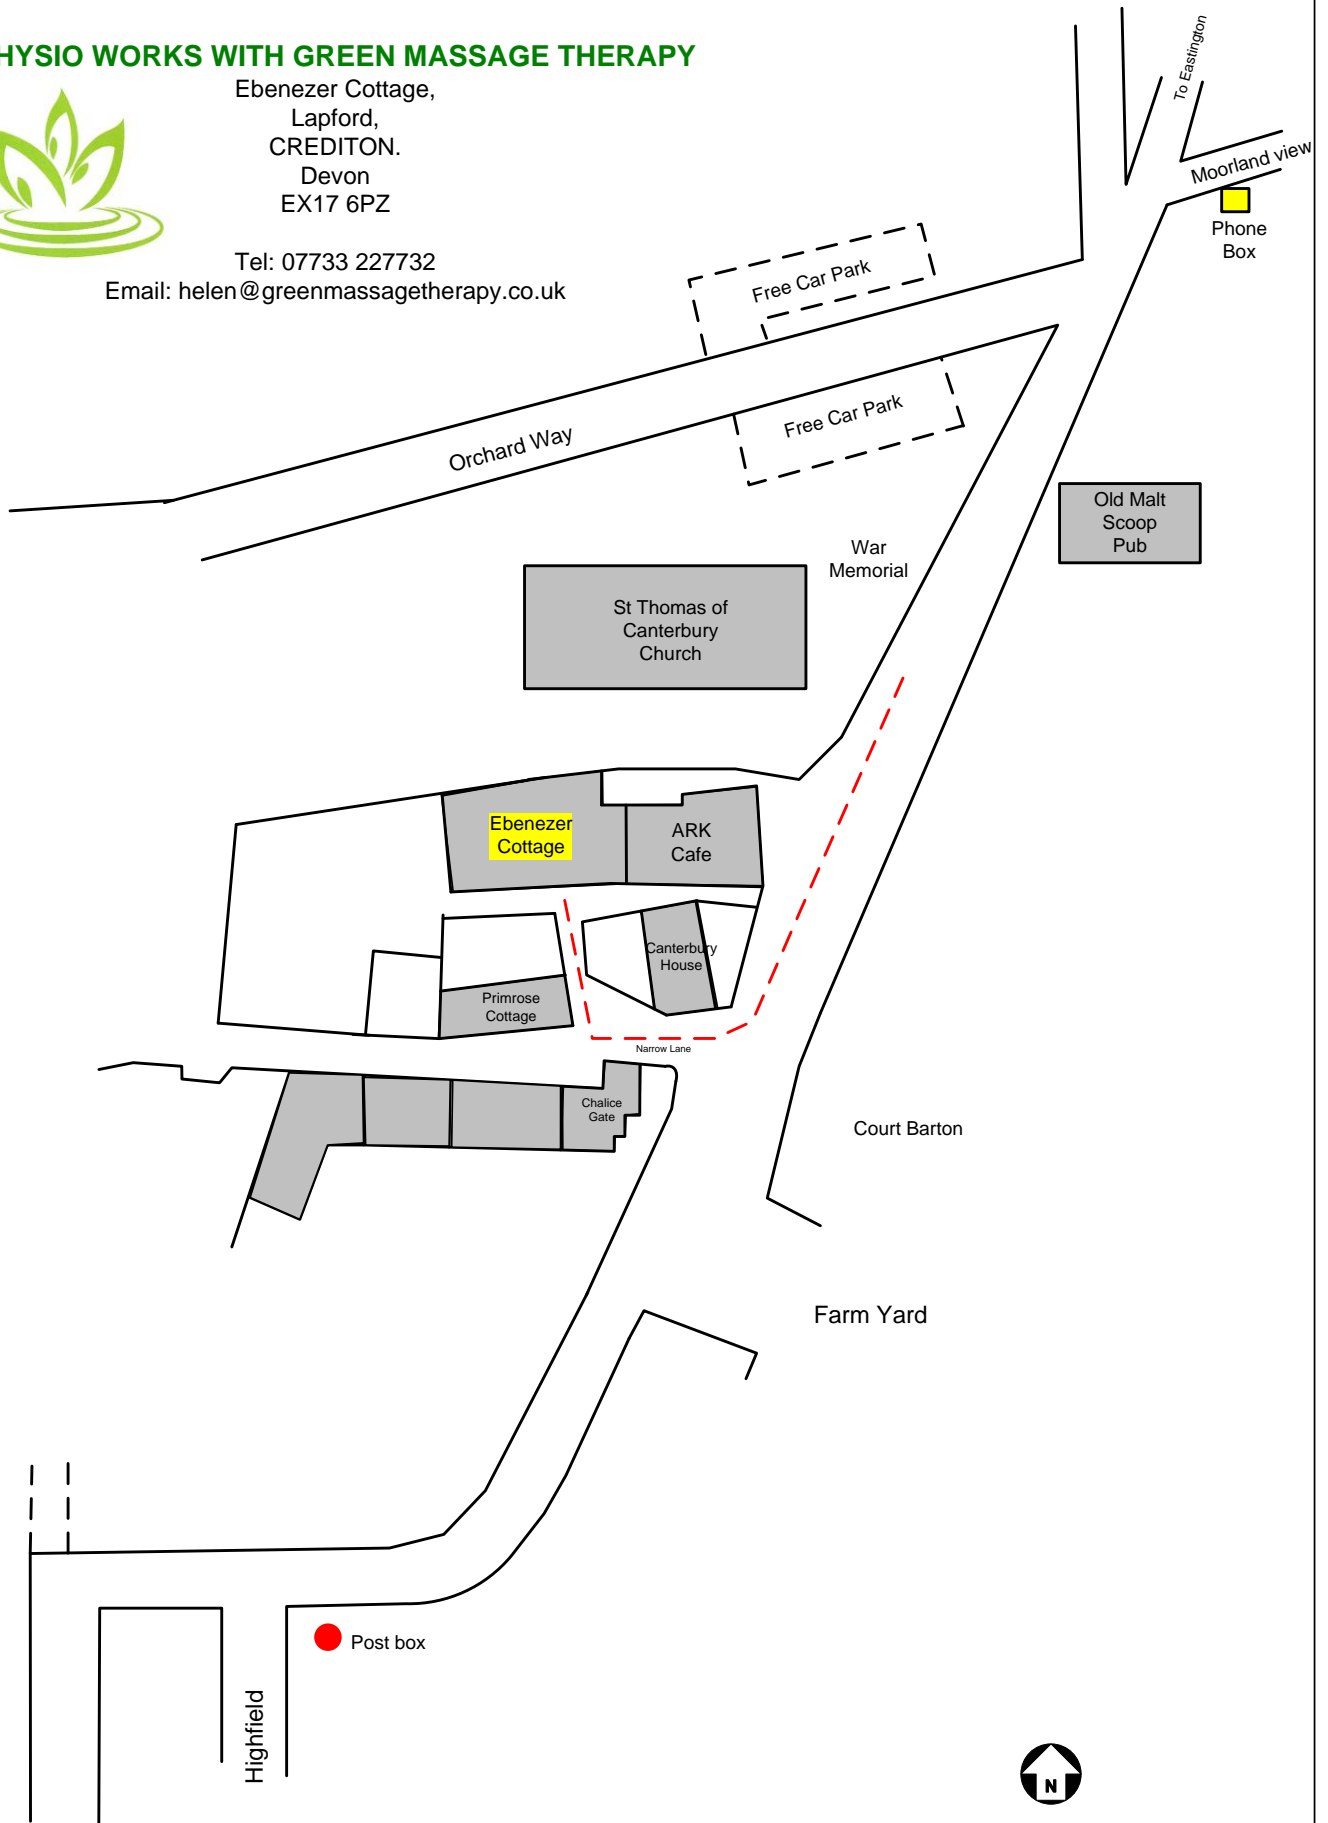 HYSIO WORKS WITH GREEN MASSAGE THERAPY
Ebenezer Cottage,
Lapford,
CREDITON.
Devon
EX17 6PZ
Tel: 07733 227732
Email: helen@greenmassagetherapy.co.uk
To Eastington
Moorland view
Phone
Box
Free Car Park
Free Car Park
Orchard Way
Old Malt
Scoop
Pub
War
Memorial
St Thomas of
Canterbury
Church
Ebenezer
Cottage
ARK
Cafe
Canterbury
House
Primrose
Cottage
Narrow Lane
Chalice
Gate
Court Barton
Farm Yard
Post box
Highfield
N